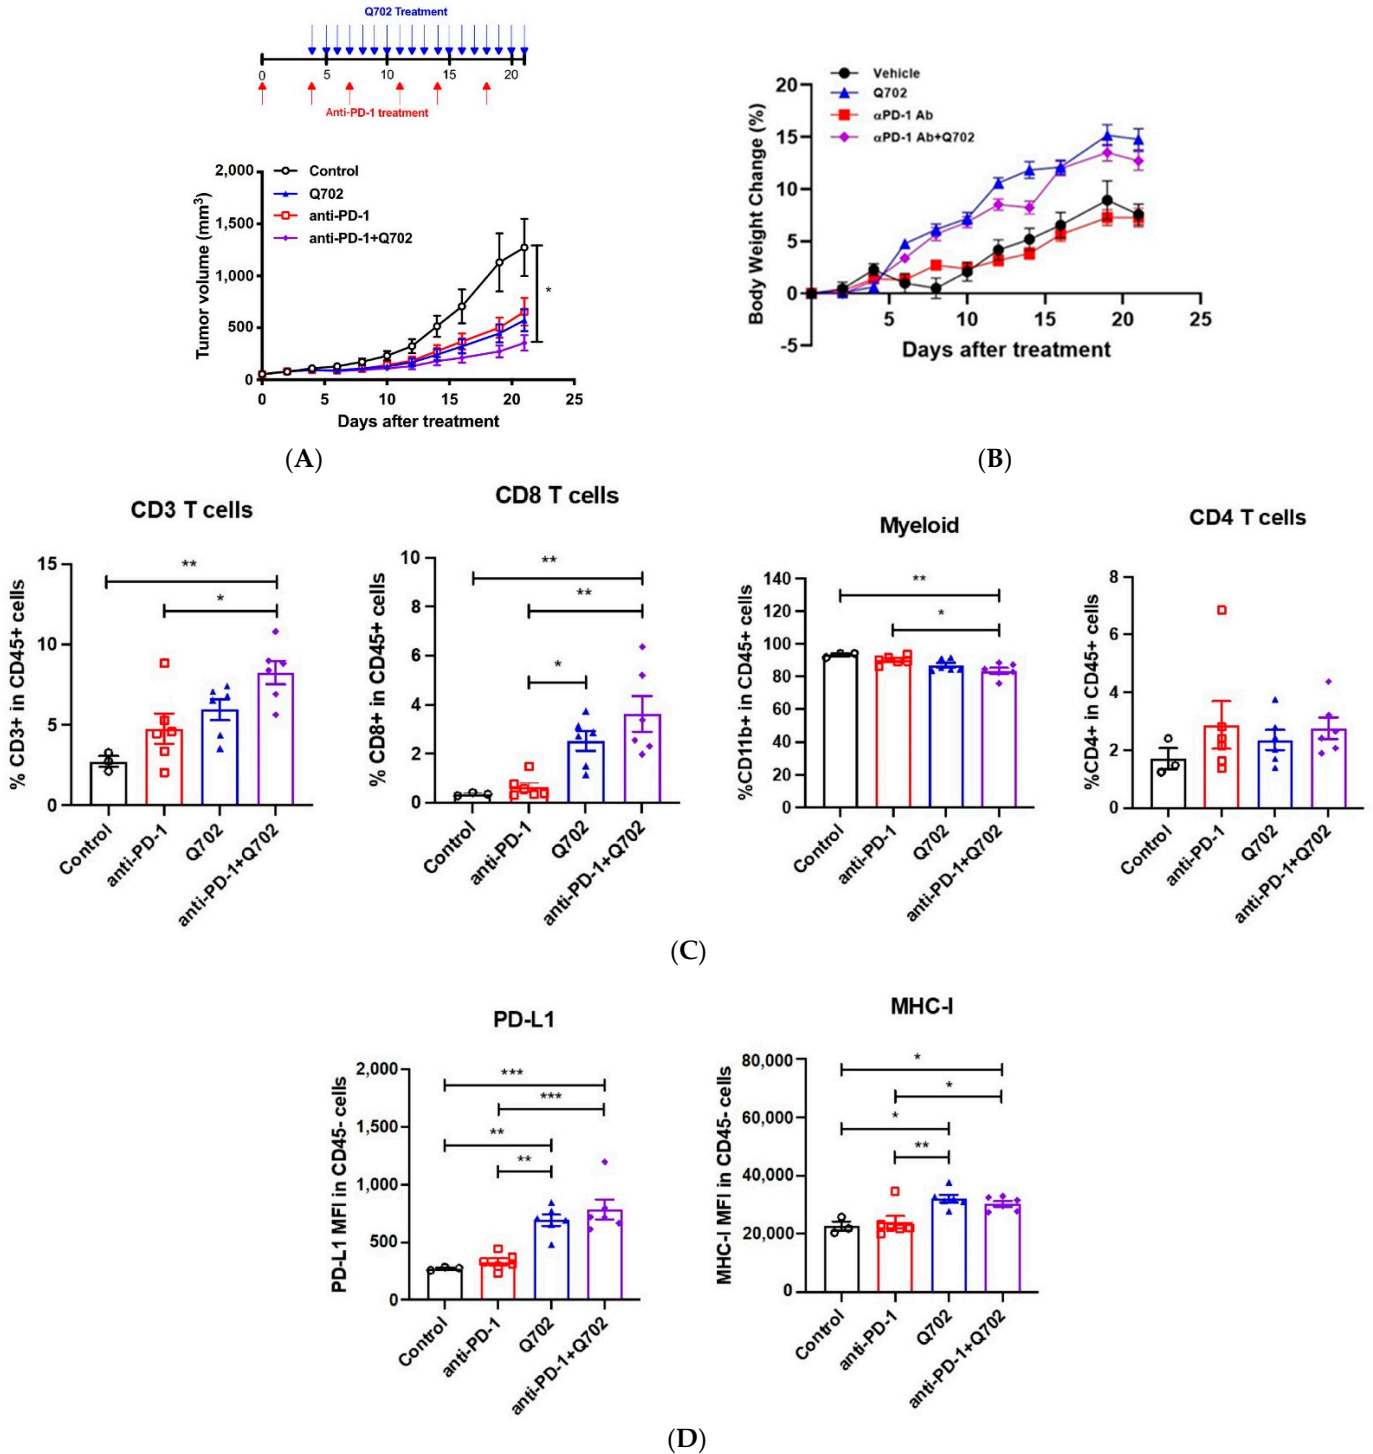 Q702 Treatment
0 5 10 15 20
Anti-PD-1 treatment
Control
Q702
anti-PD-1
anti-PD-1+Q702
Tumor volume (mm3)
2,000
1,500
1,000
500
0
*
0 5 10 15 20 25
Days after treatment
(A)
Vehicle
Q702
αPD-1 Ab
αPD-1 Ab+Q702
Body Weight Change (%)
20
15
10
5
0
-5
5 10 15 20 25
Days after treatment
(B)
CD3 T cells
% CD3+ in CD45+ cells
15
10
5
0
**
*
Control
anti-PD-1
Q702
anti-PD-1+Q702
CD8 T cells
% CD8+ in CD45+ cells
10
8
6
4
2
0
**
**
*
Control
anti-PD-1
Q702
anti-PD-1+Q702
Myeloid
%CD11b+ in CD45+ cells
140
120
100
80
60
40
20
0
**
*
Control
anti-PD-1
Q702
anti-PD-1+Q702
CD4 T cells
%CD4+ in CD45+ cells
8
6
4
2
0
Control
anti-PD-1
Q702
anti-PD-1+Q702
(C)
PD-L1
PD-L1 MFI in CD45- cells
2,000
1,500
1,000
500
0
***
***
**
**
Control
anti-PD-1
Q702
anti-PD-1+Q702
MHC-I
MHC-I MFI in CD45- cells
80,000
60,000
40,000
20,000
0
*
*
*
**
Control
anti-PD-1
Q702
anti-PD-1+Q702
(D)